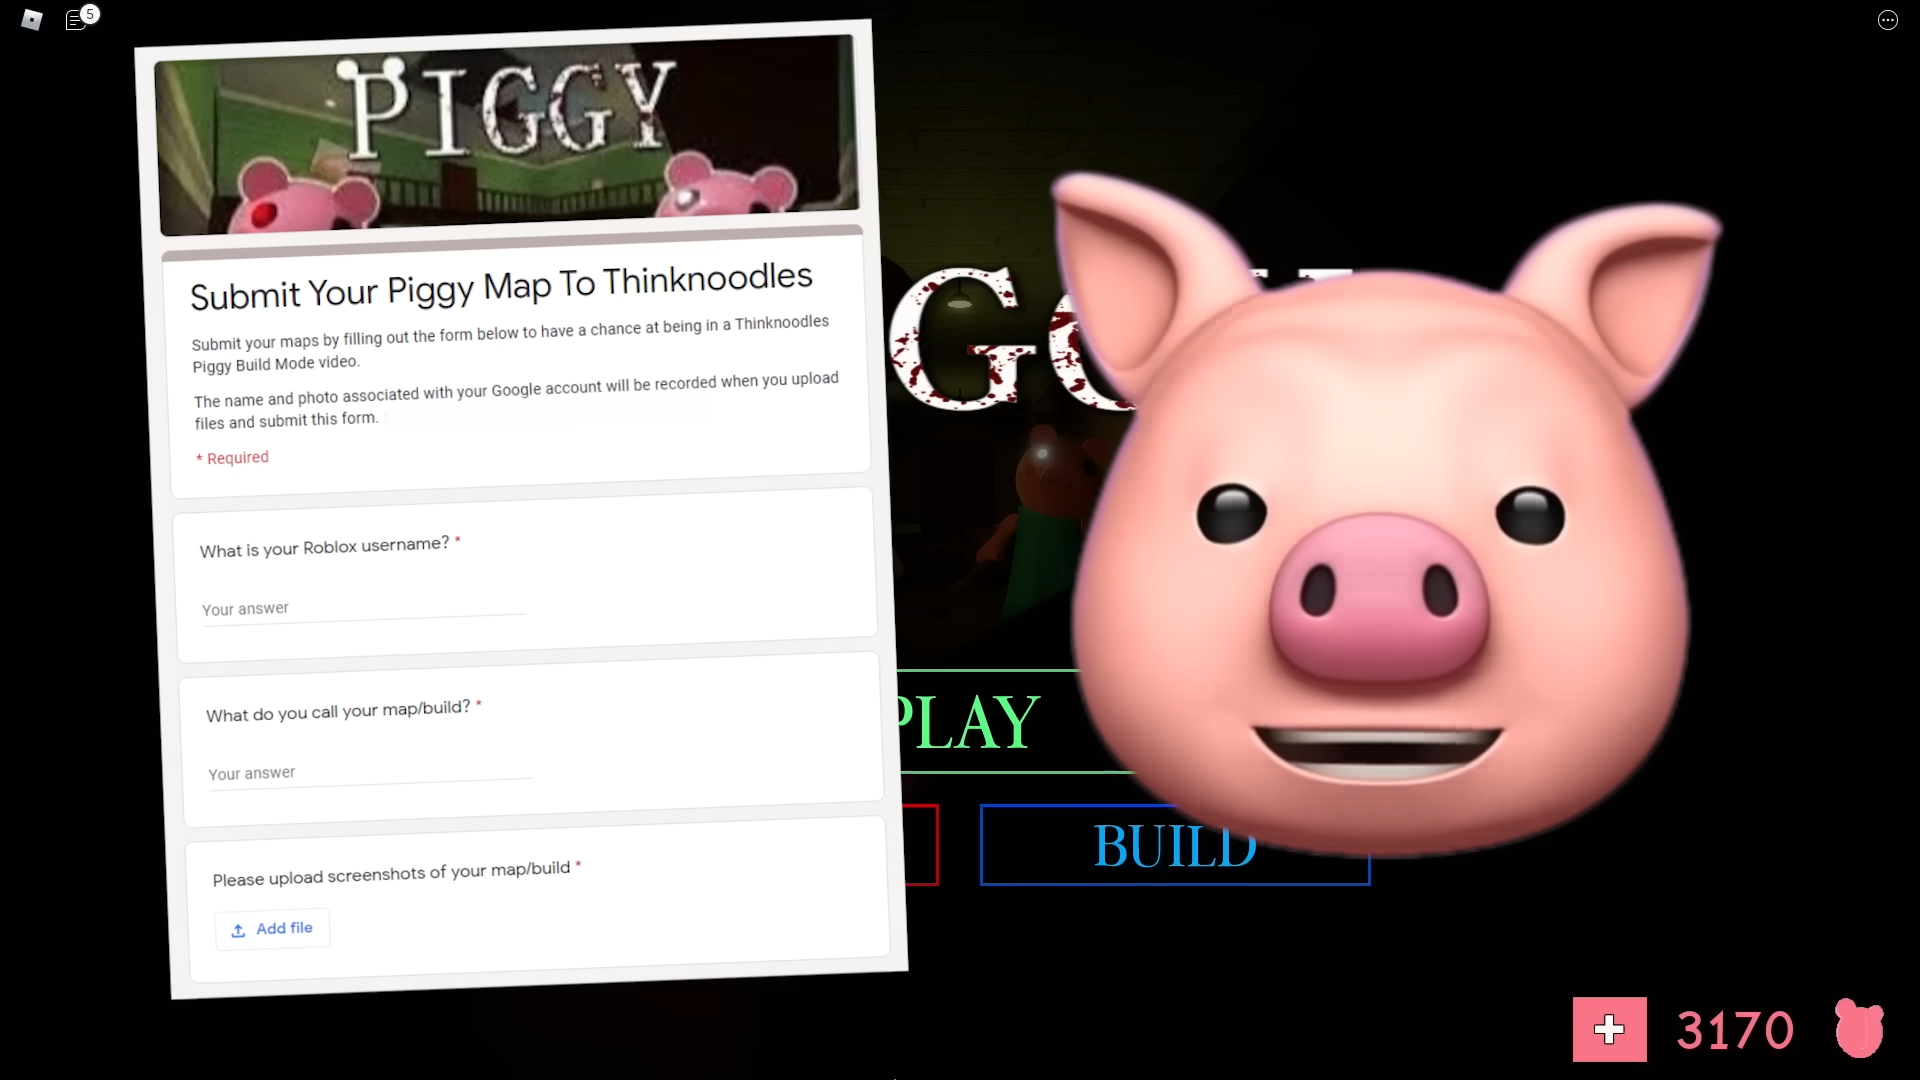 5
PIGGY
Submit Your Piggy Map To Thinknoodles
Submit your maps by filling out the form below to have a chance at being in a Thinknoodles
Piggy Build Mode video.
The name and photo associated with your Google account will be recorded when you upload
files and submit this form.
* Required
What is your Roblox username? *
Your answer
What do you call your map/build? *
Your answer
Please upload screenshots of your map/build *
Add file
GG
PLAY
BUILD
3170